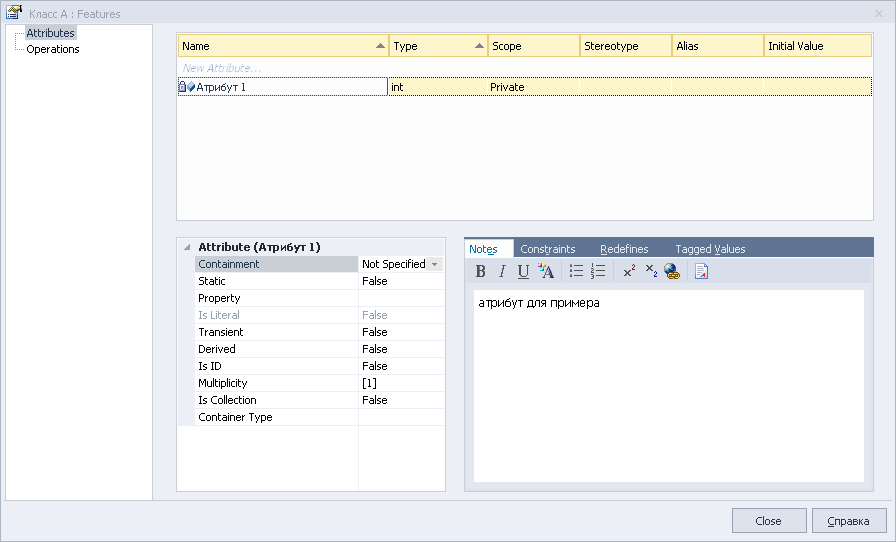 Класс А : Features
Attributes
Operations
Name Type Scope Stereotype Alias Initial Value
New Attribute...
Атрибут 1 int Private
Attribute (Атрибут 1)
Containment Not Specified
Static False
Property
Is Literal False
Transient False
Derived False
Is ID False
Multiplicity [1]
Is Collection False
Container Type
Notes Constraints Redefines Tagged Values
B I U A x² x₂
атрибут для примера
Close Справка